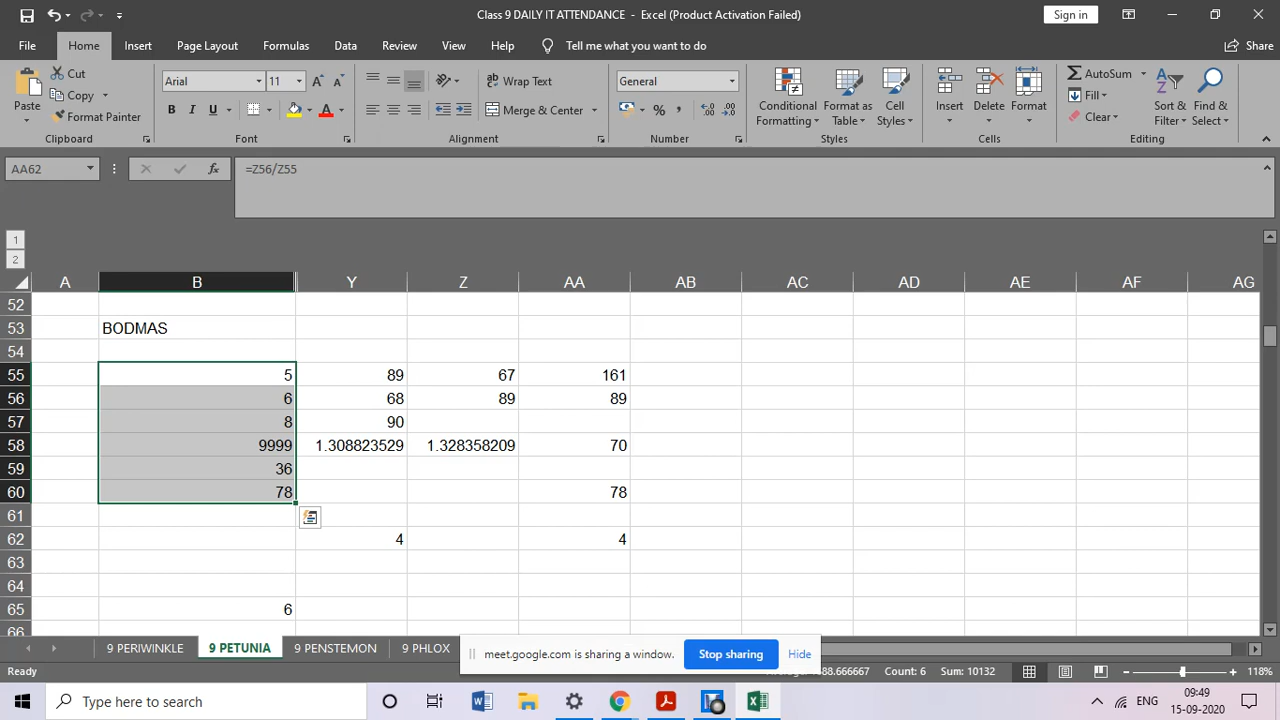 Class 9 DAILY IT ATTENDANCE - Excel (Product Activation Failed)
Sign in
File Home Insert Page Layout Formulas Data Review View Help Tell me what you want to do Share
Paste Cut Copy Format Painter Clipboard
Arial 11 B I U A Font
ab Wrap Text Merge & Center Alignment
General % , Number
Conditional Formatting Format as Table Cell Styles Styles
Insert Delete Format Cells
AutoSum Fill Clear Sort & Filter Find & Select Editing
AA62 fx =Z56/Z55
1
2
A B Y Z AA AB AC AD AE AF AG
52
53 BODMAS
54
55 5 89 67 161
56 6 68 89 89
57 8 90
58 9999 1.308823529 1.328358209 70
59 36
60 78 78
61
62 4 4
63
64
65 6
66
9 PERIWINKLE 9 PETUNIA 9 PENSTEMON 9 PHLOX
meet.google.com is sharing a window. Stop sharing Hide
Ready Count: 6 Sum: 10132 118%
Type here to search ENG 09:49
15-09-2020